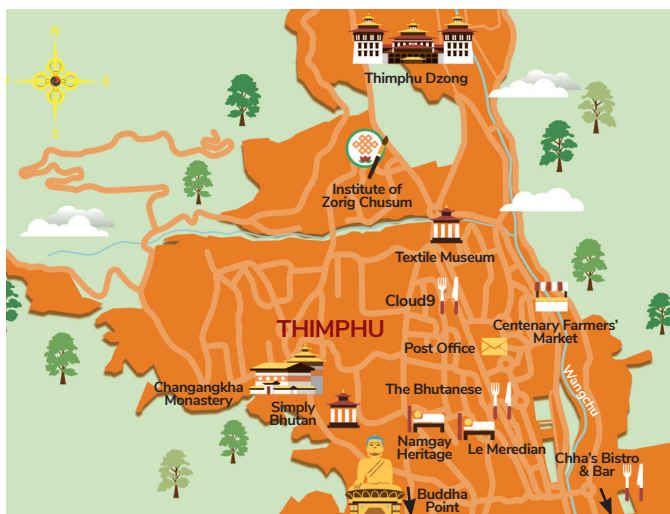 N
E
S
Thimphu Dzong
Institute of
Zorig Chusum
Textile Museum
Cloud9
Centenary Farmers'
Market
THIMPHU
Post Office
Wangchu
Changangkha
Monastery
Simply
Bhutan
The Bhutanese
Namgay
Heritage
Le Meredian
Chha's Bistro
& Bar
Buddha
Point